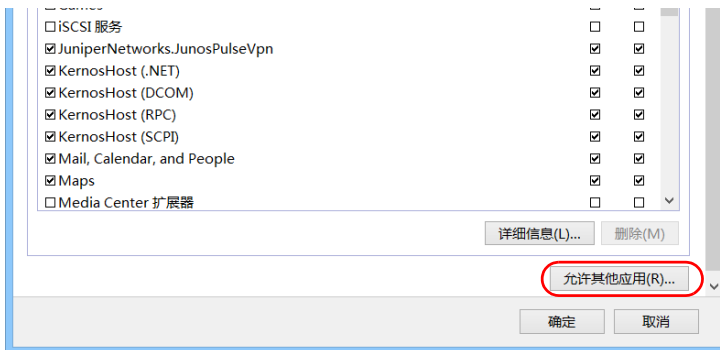 Games
iSCSI 服务
JuniperNetworks.JunosPulseVpn
KernosHost (.NET)
KernosHost (DCOM)
KernosHost (RPC)
KernosHost (SCPI)
Mail, Calendar, and People
Maps
Media Center 扩展器
详细信息(L)... 删除(M)
允许其他应用(R)...
确定 取消